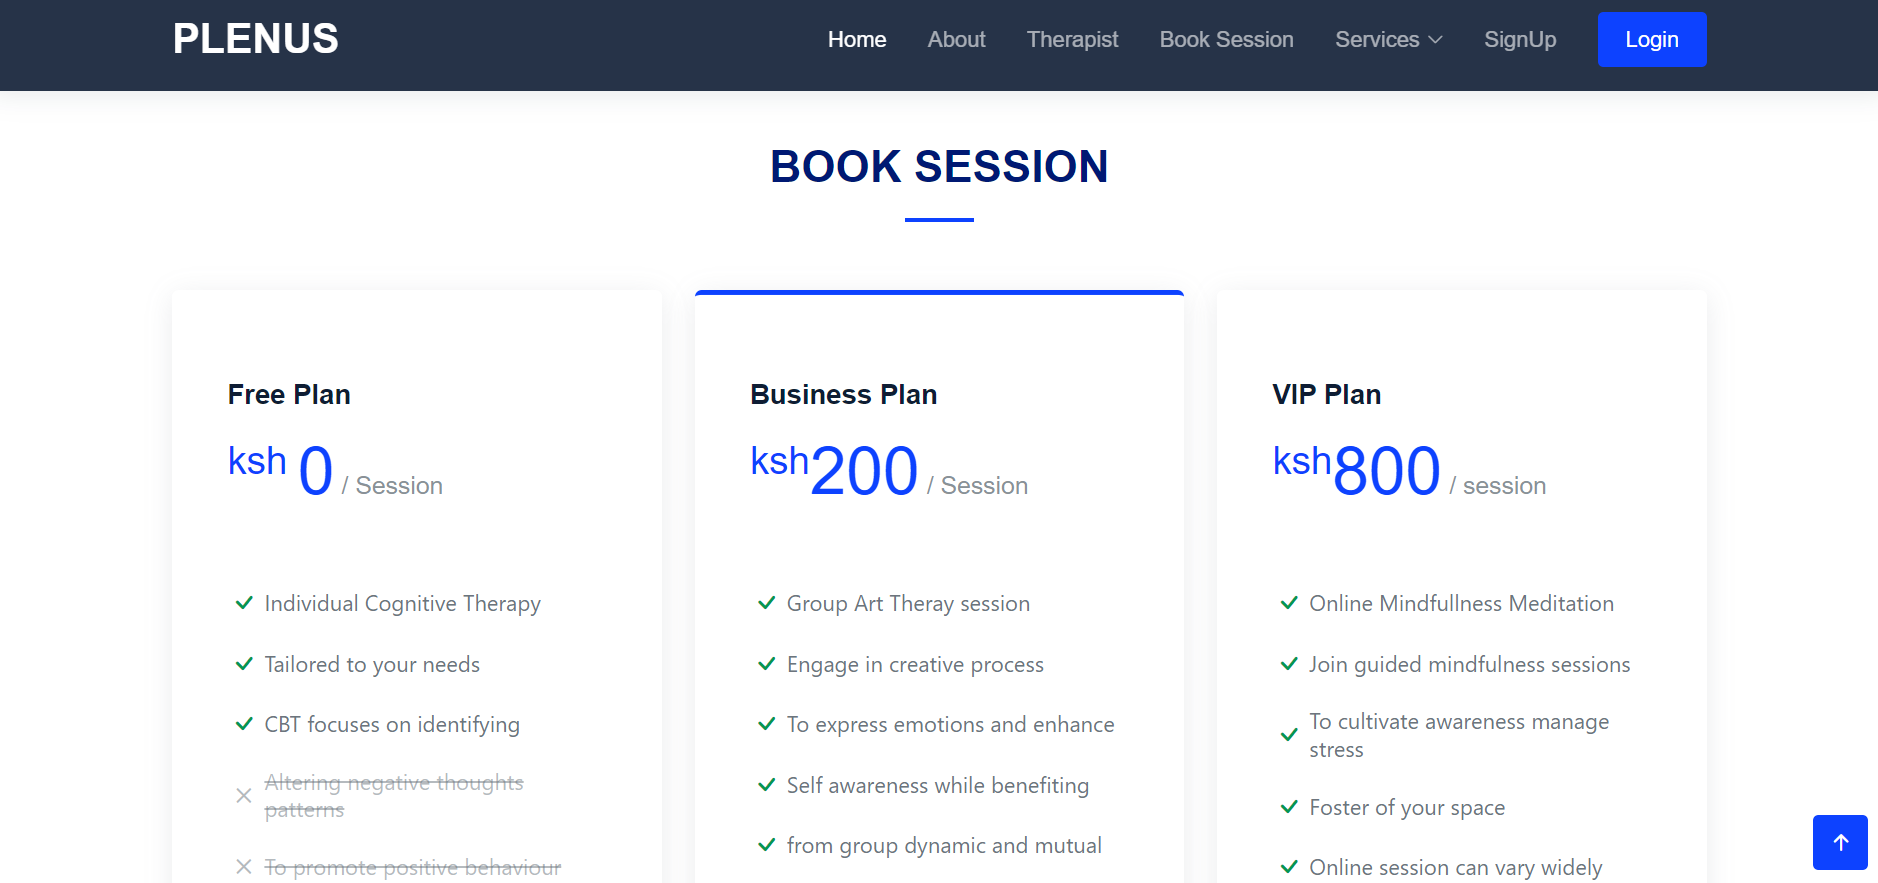 PLENUS
Home About Therapist Book Session Services SignUp Login
BOOK SESSION
Free Plan
ksh 0 / Session
Individual Cognitive Therapy
Tailored to your needs
CBT focuses on identifying
Altering negative thoughts
patterns
To promote positive behaviour
Business Plan
ksh200 / Session
Group Art Theray session
Engage in creative process
To express emotions and enhance
Self awareness while benefiting
from group dynamic and mutual
VIP Plan
ksh800 / session
Online Mindfullness Meditation
Join guided mindfulness sessions
To cultivate awareness manage
stress
Foster of your space
Online session can vary widely